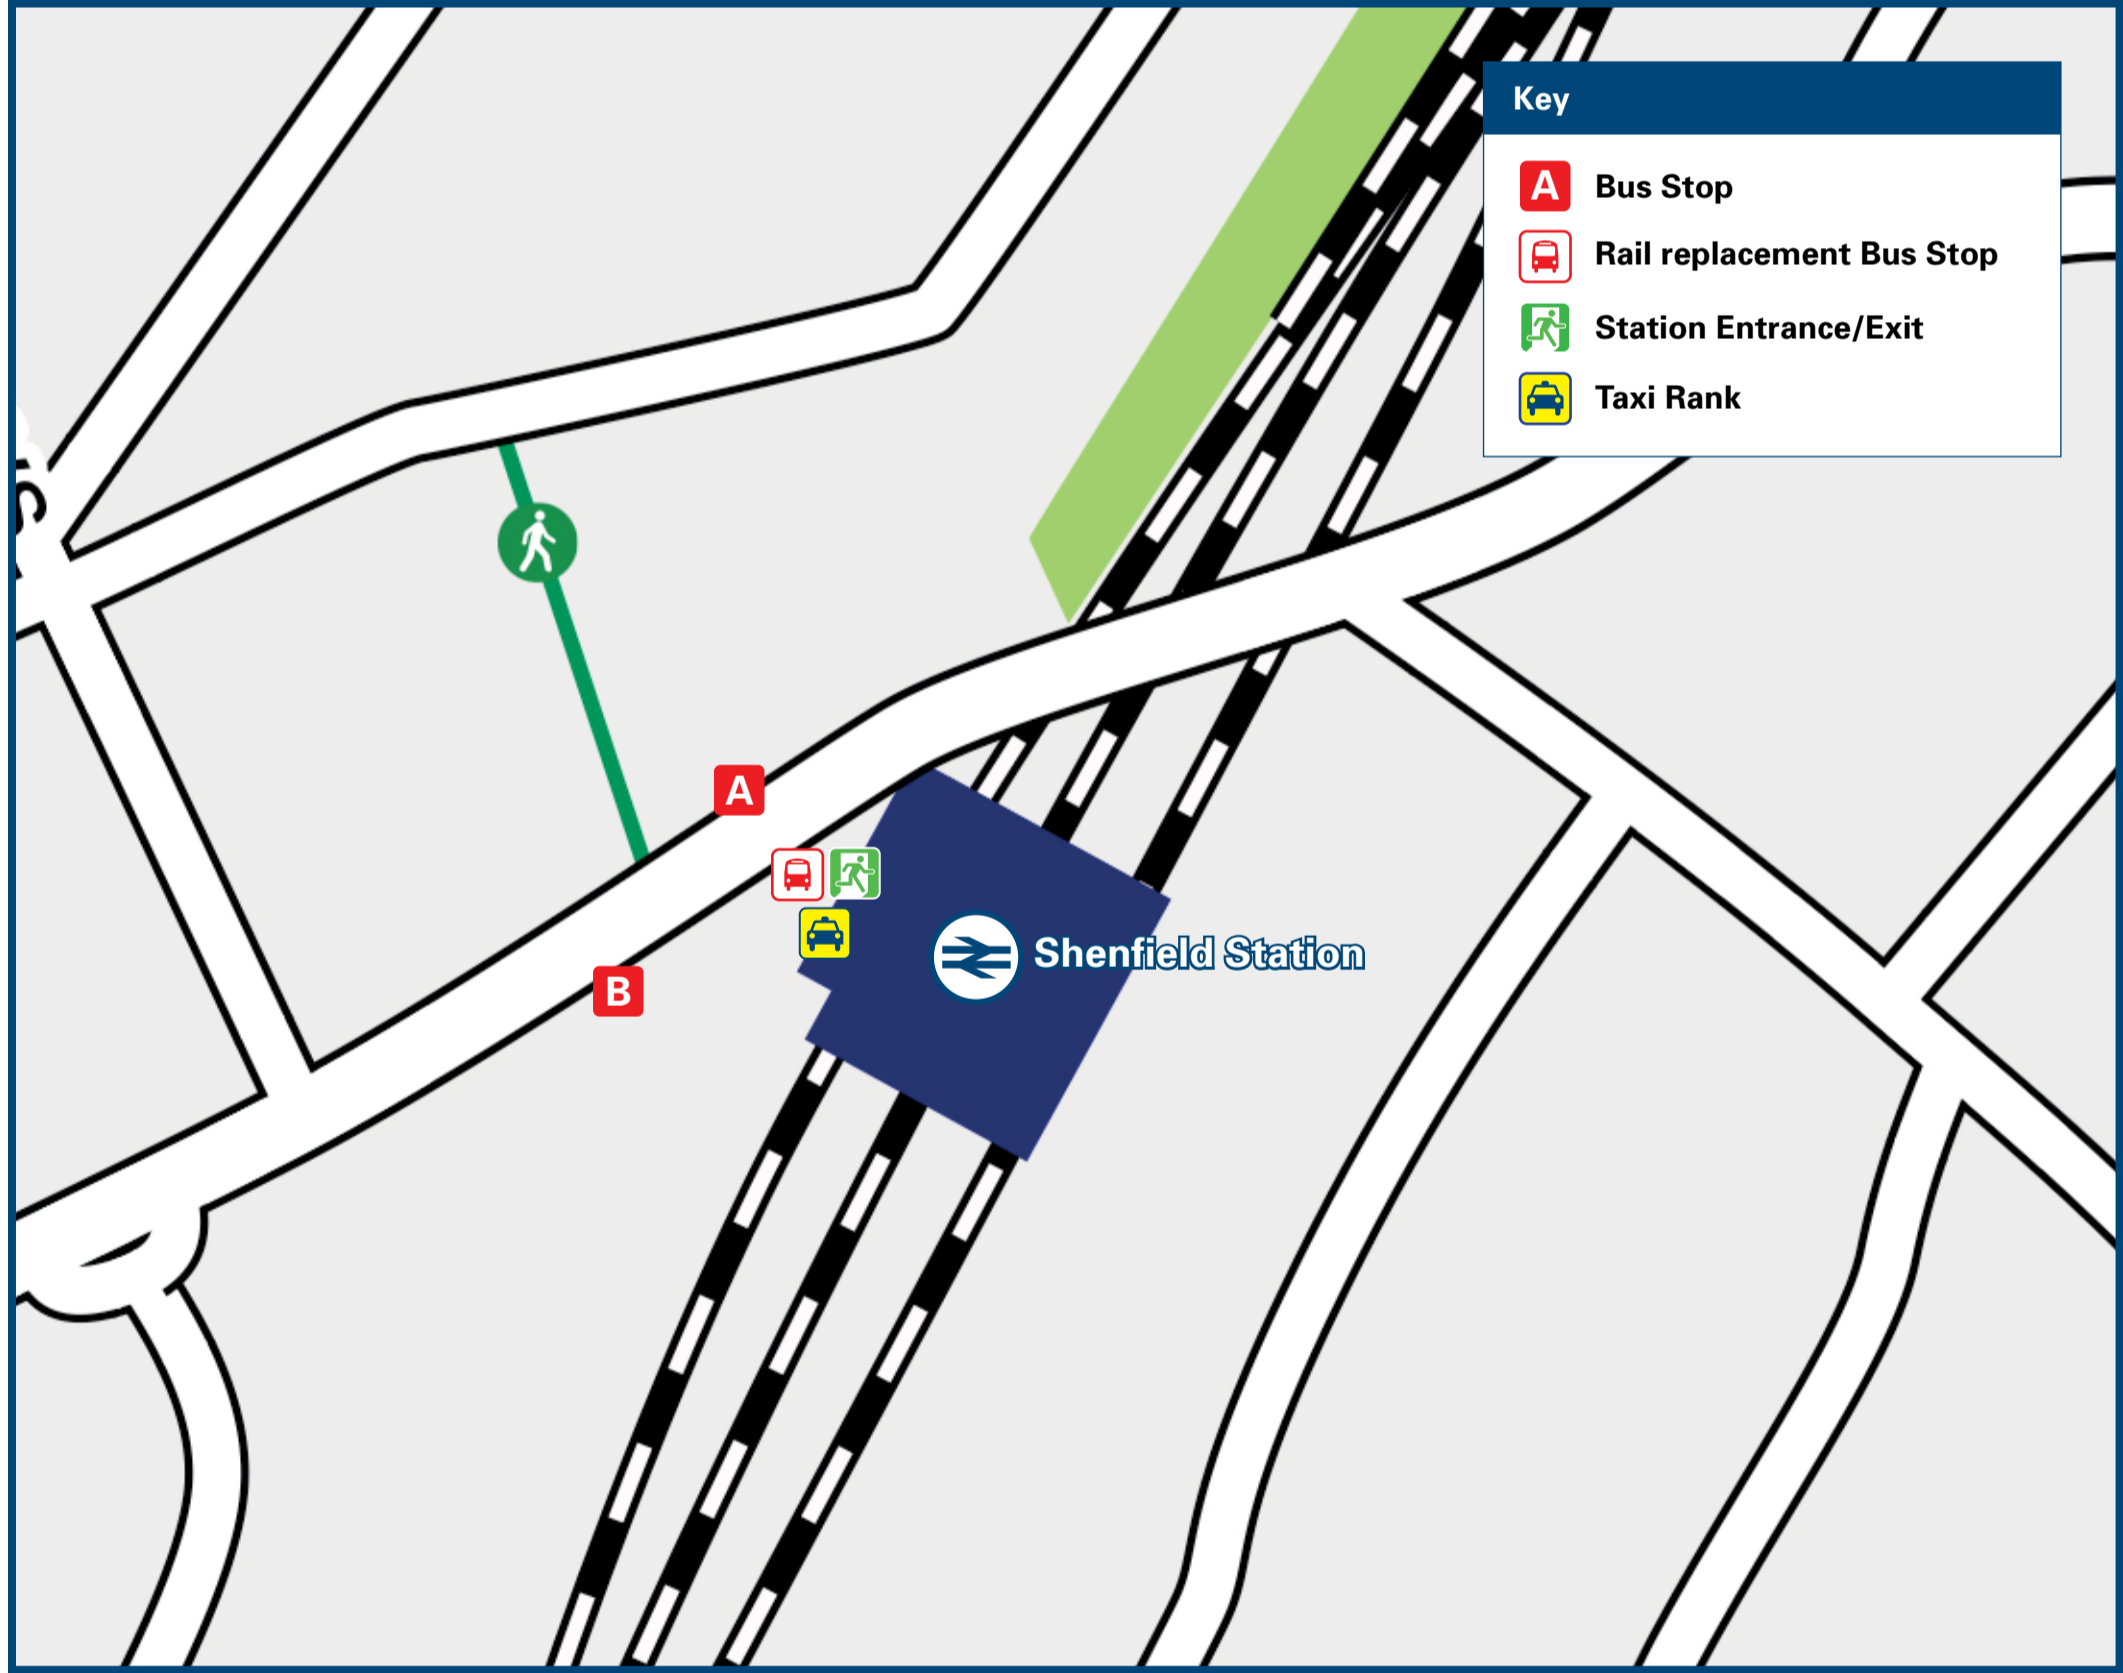 Key
A Bus Stop
Rail replacement Bus Stop
Station Entrance/Exit
Taxi Rank
A
B
Shenfield Station